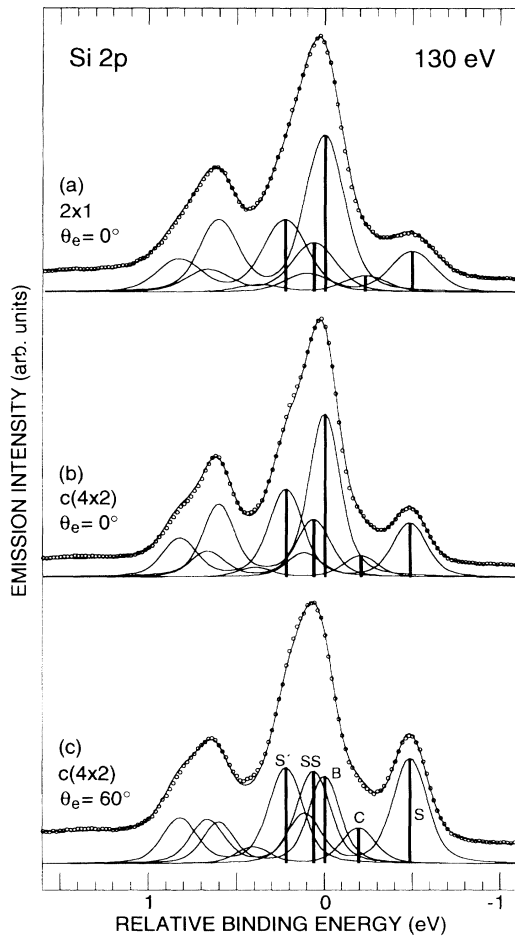 Si 2p 130 eV
(a)
2x1
θe= 0°
(b)
c(4x2)
θe= 0°
(c)
c(4x2)
θe= 60°
S´ SS B C S
EMISSION INTENSITY (arb. units)
1 0 -1
RELATIVE BINDING ENERGY (eV)